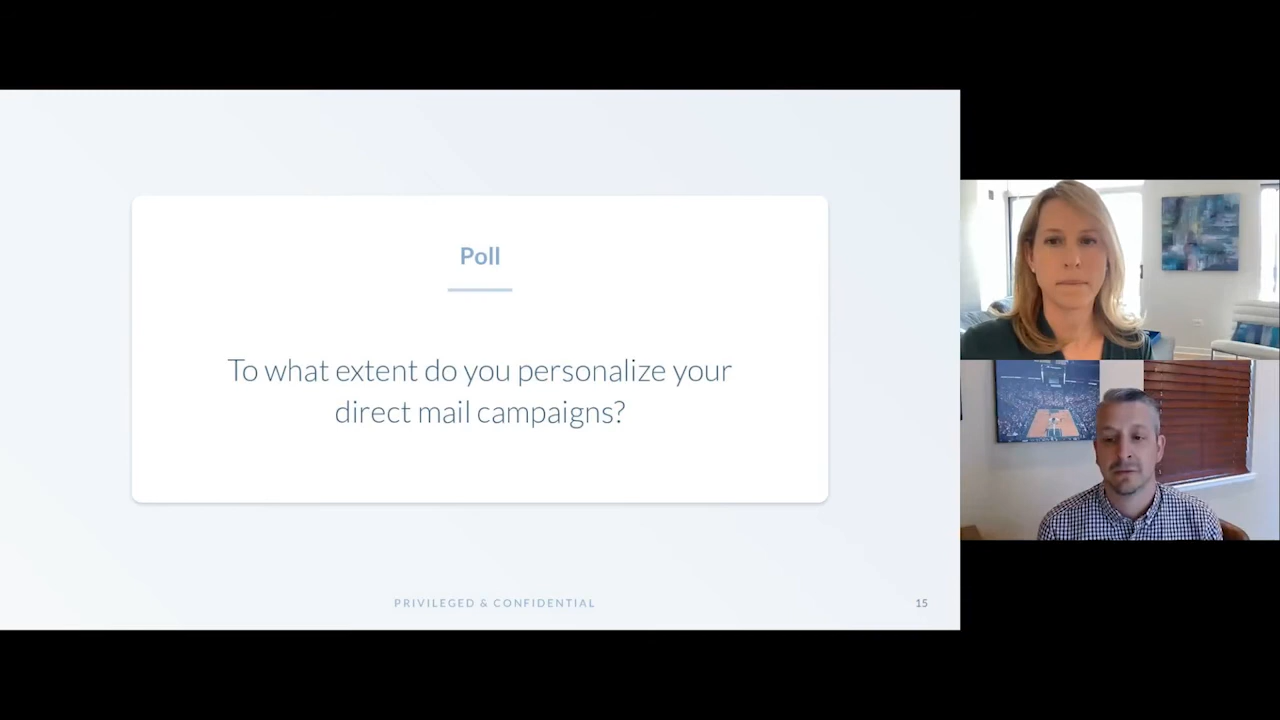 Poll
To what extent do you personalize your
direct mail campaigns?
PRIVILEGED & CONFIDENTIAL
15